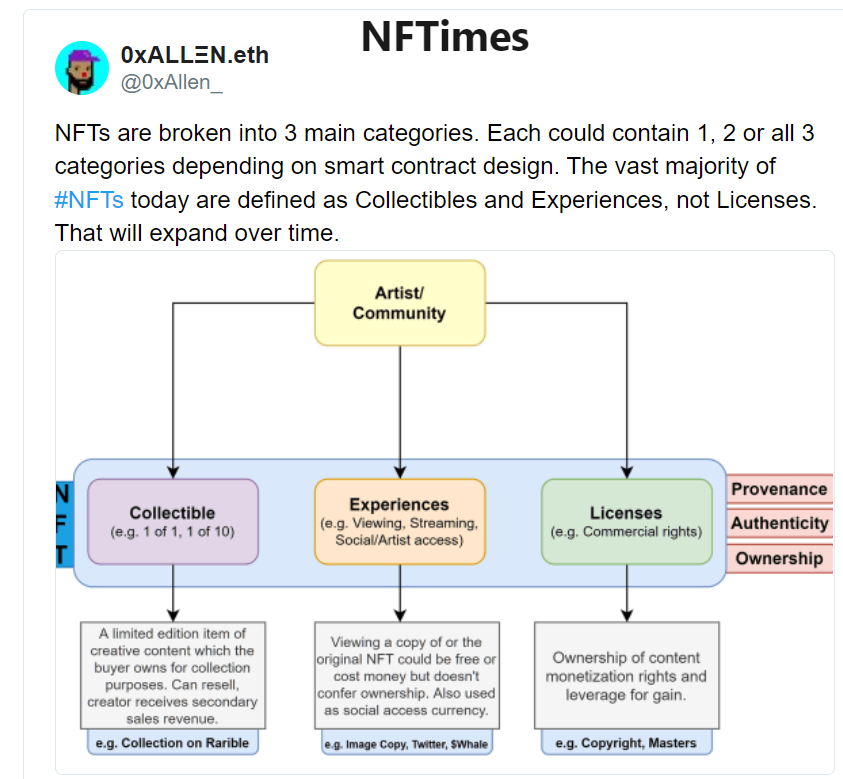 NFTimes
0xALLΞN.eth
@0xAllen_
NFTs are broken into 3 main categories. Each could contain 1, 2 or all 3
categories depending on smart contract design. The vast majority of
#NFTs today are defined as Collectibles and Experiences, not Licenses.
That will expand over time.
Artist/
Community
N
F
T
Collectible
(e.g. 1 of 1, 1 of 10)
Experiences
(e.g. Viewing, Streaming,
Social/Artist access)
Licenses
(e.g. Commercial rights)
Provenance
Authenticity
Ownership
A limited edition item of
creative content which the
buyer owns for collection
purposes. Can resell,
creator receives secondary
sales revenue.
e.g. Collection on Rarible
Viewing a copy of or the
original NFT could be free or
cost money but doesn't
confer ownership. Also used
as social access currency.
e.g. Image Copy, Twitter, $Whale
Ownership of content
monetization rights and
leverage for gain.
e.g. Copyright, Masters